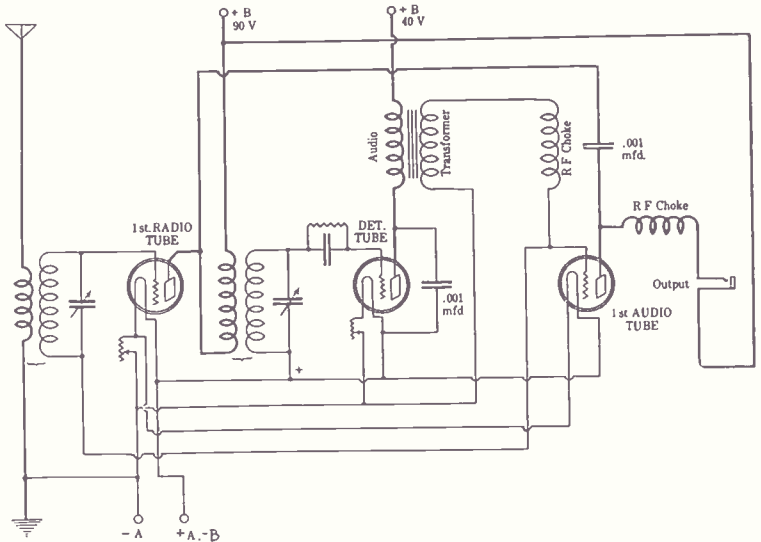 + B
90 V
+ B
40 V
Audio
Transformer
R F Choke
.001
mfd.
R F Choke
1st. RADIO
TUBE
DET.
TUBE
.001
mfd
Output
1st AUDIO
TUBE
+
- A
+A.-B